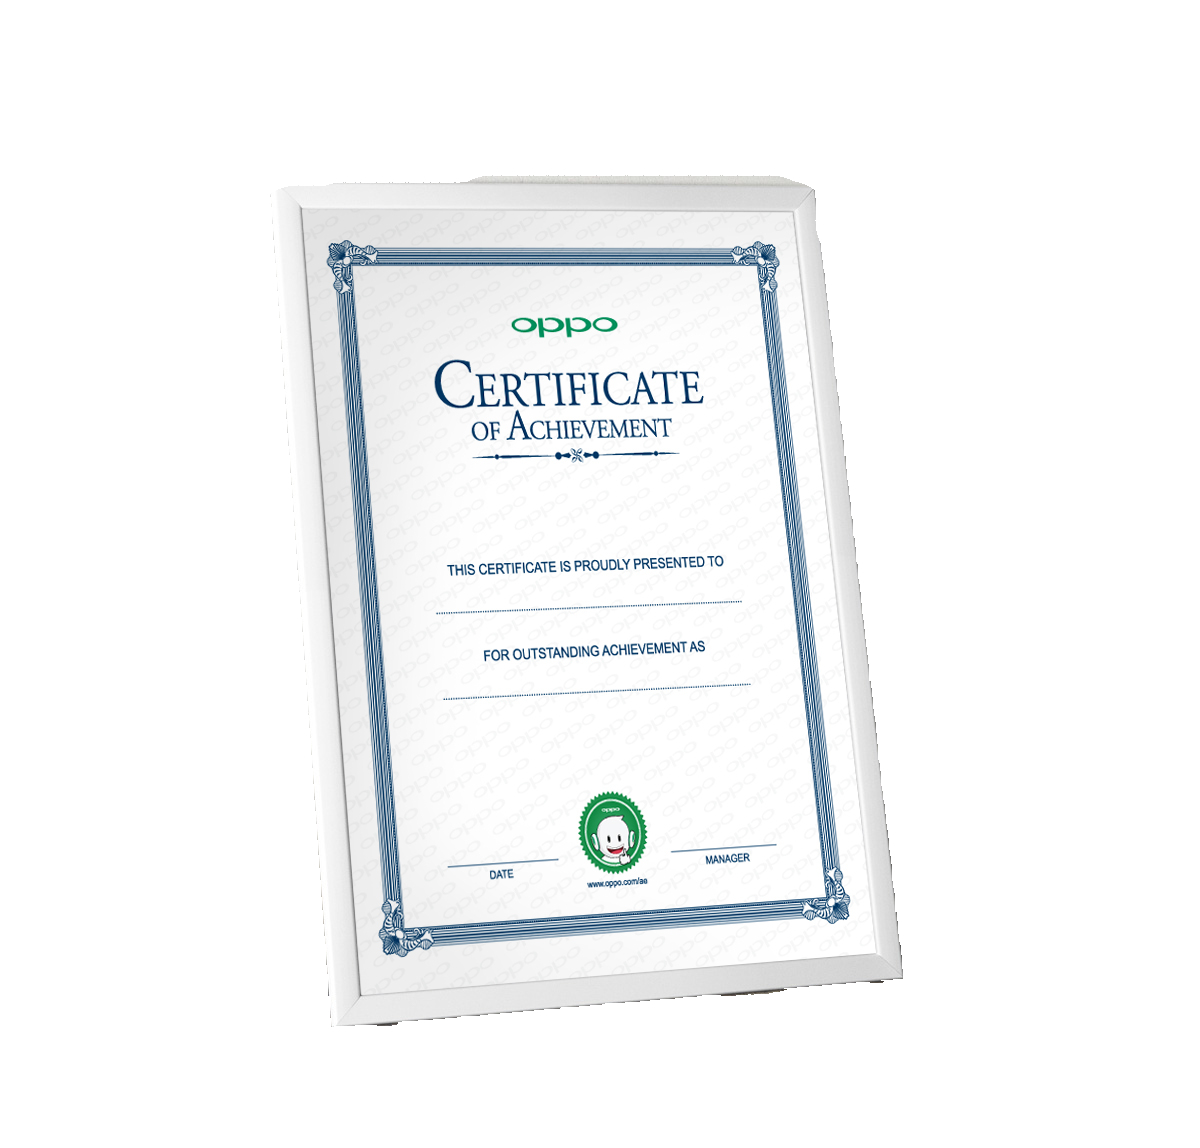 oppo
CERTIFICATE
OF ACHIEVEMENT
THIS CERTIFICATE IS PROUDLY PRESENTED TO
FOR OUTSTANDING ACHIEVEMENT AS
oppo
DATE
MANAGER
www.oppo.com/ae